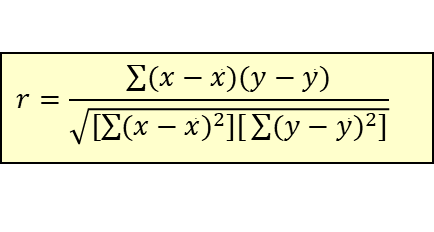 r = ∑(x − ẋ)(y − ẏ) / √[∑(x − ẋ)²][∑(y − ẏ)²]